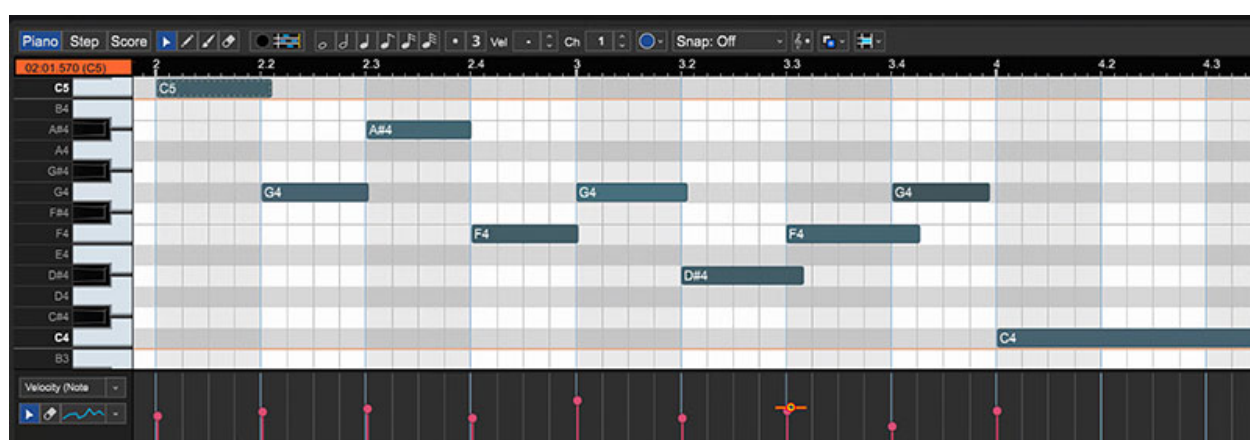 Piano Step Score 3 Vel - Ch 1 Snap: Off
02:01.570 (C5) 2 2.2 2.3 2.4 3 3.2 3.3 3.4 4 4.2 4.3
C5 C5
B4
A#4 A#4
A4
G#4
G4 G4 G4 G4
F#4
F4 F4 F4
E4
D#4 D#4
D4
C#4
C4 C4
B3
Velocity (Note